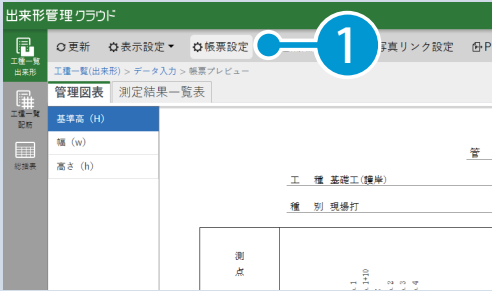 出来形管理クラウド
更新 表示設定 帳票設定 1 写真リンク設定
工種一覧
出来形
工種一覧(出来形) > データ入力 > 帳票プレビュー
管理図表 測定結果一覧表
工種一覧
配筋
総括表
基準高（H）
幅（w）
高さ（h）
管
工 種 基礎工(護岸)
種 別 現場打
測
点